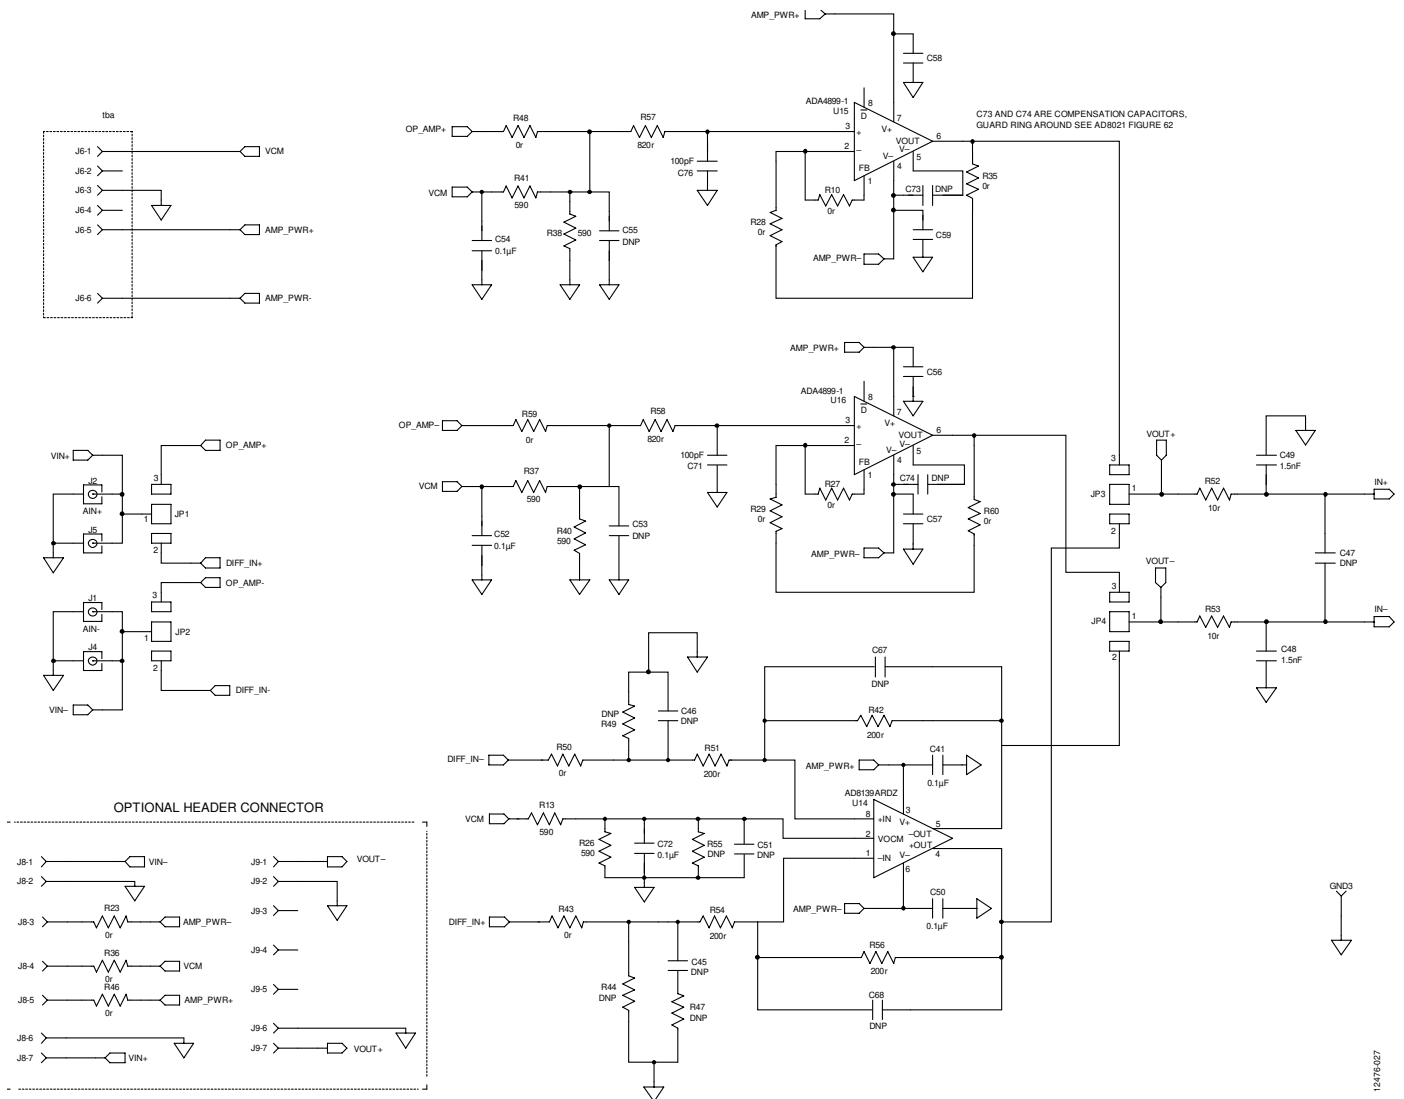 AMP_PWR+
C58
tba
J6-1
VCM
J6-2
J6-3
J6-4
J6-5
AMP_PWR+
J6-6
AMP_PWR-
OP_AMP+
R48
0r
R57
820r
100pF
C76
VCM
R41
590
C54
0.1µF
R38
590
C55
DNP
ADA4899-1
U15
8
D
7
V+
3
+
2
–
VOUT
6
V–
5
V–
4
FB
1
R10
0r
R28
0r
C73
DNP
C59
AMP_PWR–
R35
0r
C73 AND C74 ARE COMPENSATION CAPACITORS,
GUARD RING AROUND SEE AD8021 FIGURE 62
AMP_PWR+
C56
OP_AMP–
R59
0r
R58
820r
100pF
C71
VCM
R37
590
C52
0.1µF
R40
590
C53
DNP
ADA4899-1
U16
8
D
7
V+
3
+
2
–
VOUT
6
V–
5
V–
4
FB
1
R27
0r
R29
0r
C74
DNP
C57
AMP_PWR–
R60
0r
VIN+
J2
AIN+
J5
OP_AMP+
3
1
JP1
2
DIFF_IN+
OP_AMP-
J1
AIN-
J4
3
1
JP2
2
DIFF_IN-
VIN–
3
JP3
1
2
VOUT+
R52
10r
C49
1.5nF
IN+
C47
DNP
3
JP4
1
2
VOUT–
R53
10r
C48
1.5nF
IN–
DIFF_IN–
R50
0r
DNP
R49
C46
DNP
R51
200r
C67
DNP
R42
200r
AMP_PWR+
C41
0.1µF
VCM
R13
590
R26
590
C72
0.1µF
R55
DNP
C51
DNP
AD8139ARDZ
U14
8
+IN
3
V+
5
–OUT
2
VOCM
+OUT
4
1
–IN
V–
6
AMP_PWR–
C50
0.1µF
DIFF_IN+
R43
0r
R54
200r
R44
DNP
C45
DNP
R47
DNP
R56
200r
C68
DNP
OPTIONAL HEADER CONNECTOR
J8-1
VIN–
J8-2
J8-3
R23
0r
AMP_PWR–
J8-4
R36
0r
VCM
J8-5
R46
0r
AMP_PWR+
J8-6
J8-7
VIN+
J9-1
VOUT–
J9-2
J9-3
J9-4
J9-5
J9-6
J9-7
VOUT+
GND3
12476-027